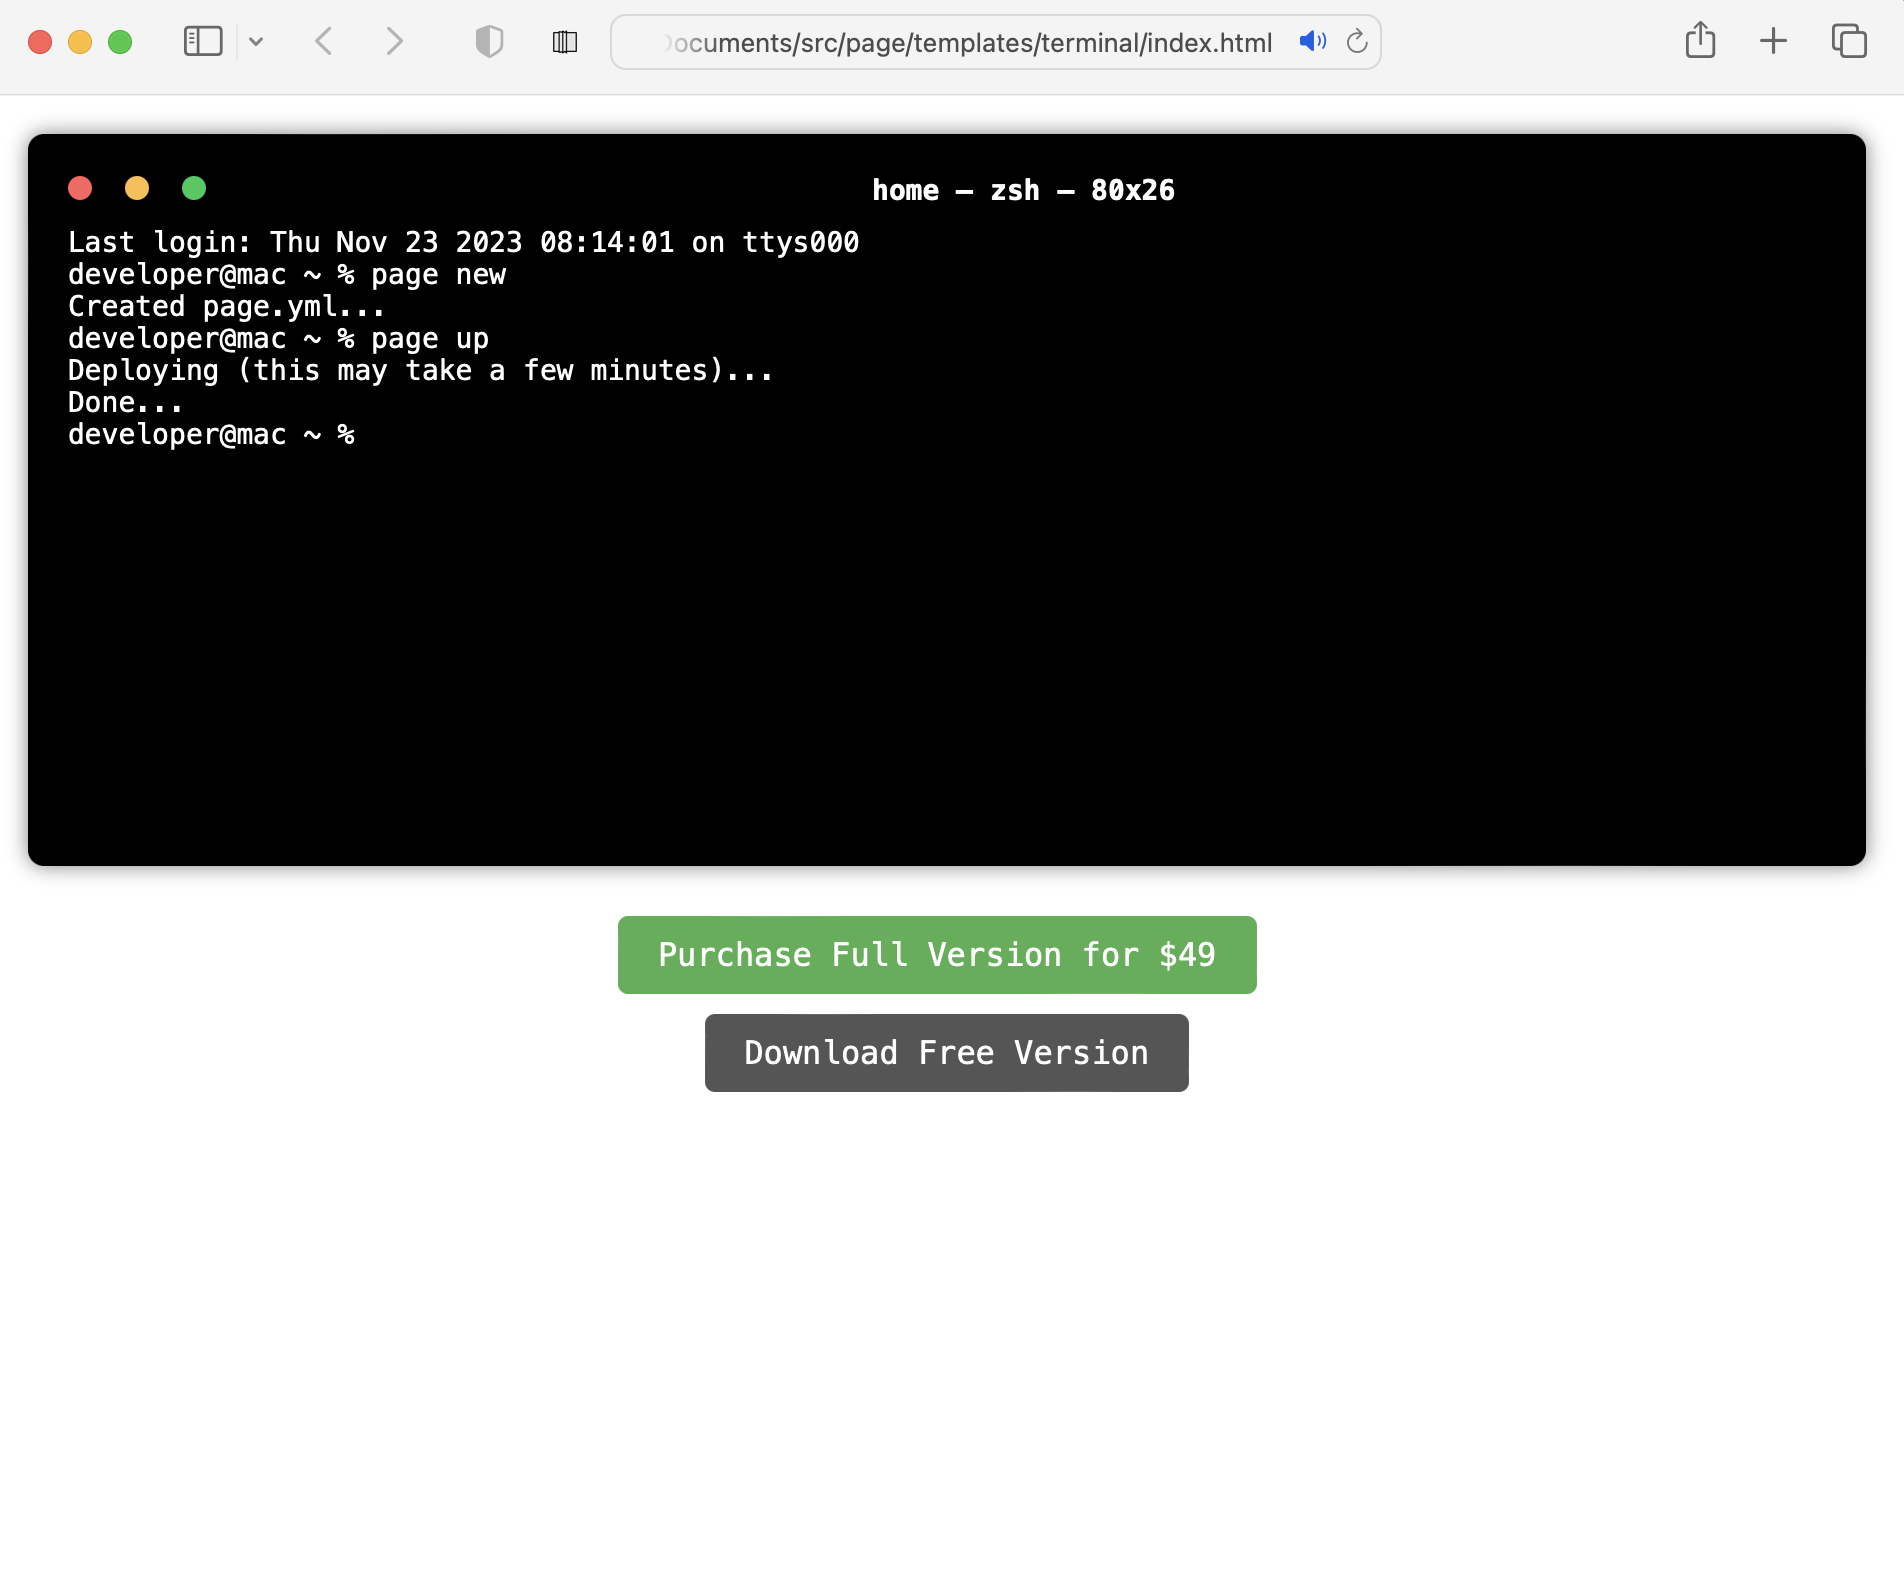 ocuments/src/page/templates/terminal/index.html
home — zsh — 80x26
Last login: Thu Nov 23 2023 08:14:01 on ttys000
developer@mac ~ % page new
Created page.yml...
developer@mac ~ % page up
Deploying (this may take a few minutes)...
Done...
developer@mac ~ %
Purchase Full Version for $49
Download Free Version